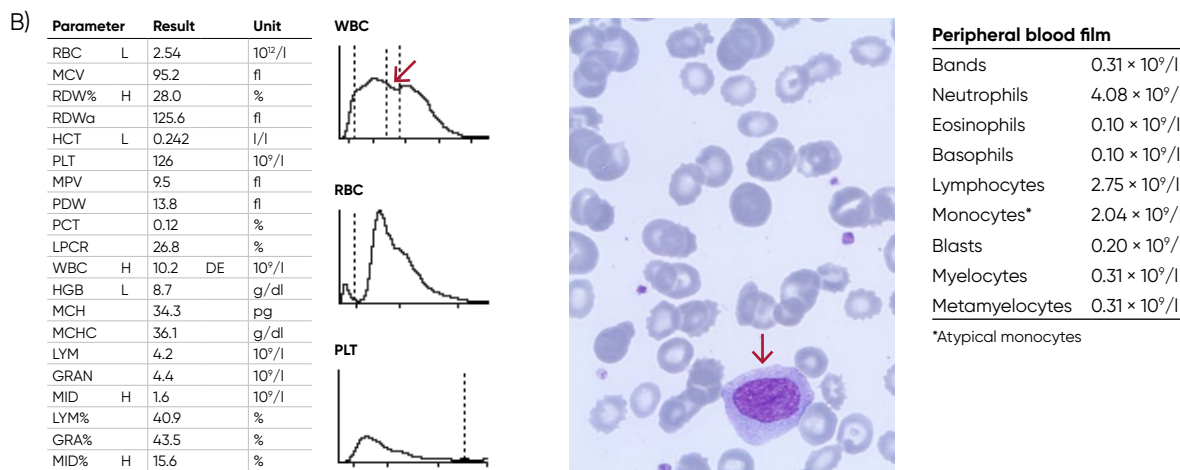 B)
Parameter Result Unit
RBC L 2.54 10¹²/l
MCV 95.2 fl
RDW% H 28.0 %
RDWa 125.6 fl
HCT L 0.242 l/l
PLT 126 10⁹/l
MPV 9.5 fl
PDW 13.8 fl
PCT 0.12 %
LPCR 26.8 %
WBC H 10.2 DE 10⁹/l
HGB L 8.7 g/dl
MCH 34.3 pg
MCHC 36.1 g/dl
LYM 4.2 10⁹/l
GRAN 4.4 10⁹/l
MID H 1.6 10⁹/l
LYM% 40.9 %
GRA% 43.5 %
MID% H 15.6 %
WBC
RBC
PLT
Peripheral blood film
Bands 0.31 × 10⁹/l
Neutrophils 4.08 × 10⁹/l
Eosinophils 0.10 × 10⁹/l
Basophils 0.10 × 10⁹/l
Lymphocytes 2.75 × 10⁹/l
Monocytes* 2.04 × 10⁹/l
Blasts 0.20 × 10⁹/l
Myelocytes 0.31 × 10⁹/l
Metamyelocytes 0.31 × 10⁹/l
*Atypical monocytes